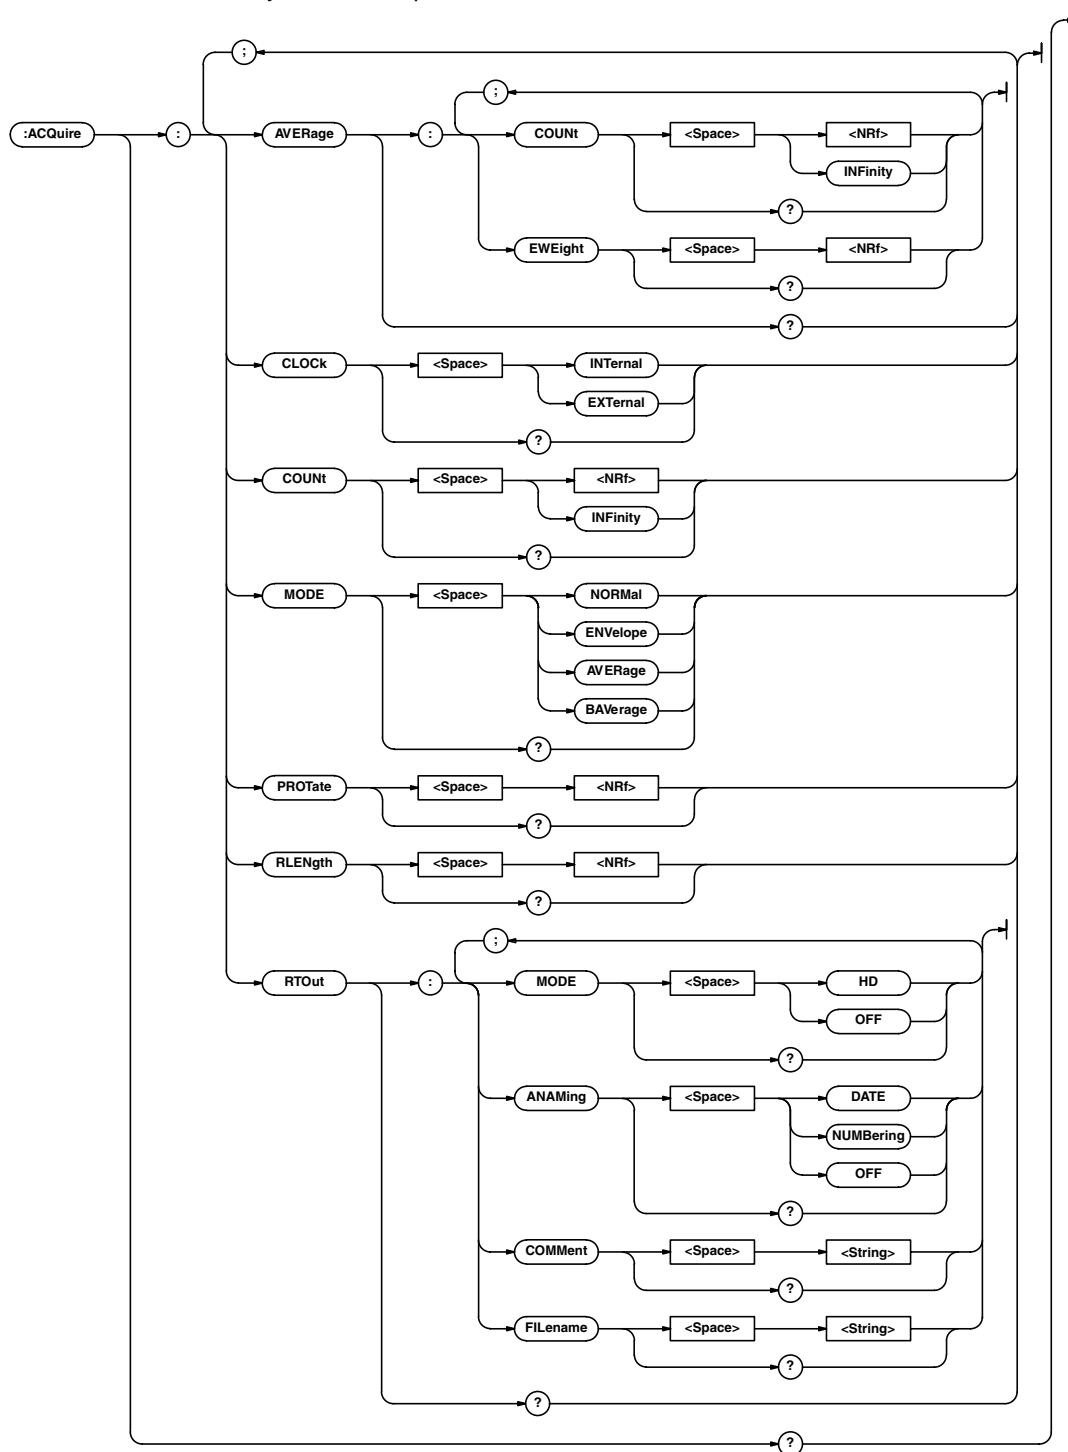 ;
;
:ACQuire : AVERage : COUNt <Space> <NRf>
INFinity
?
EWEight <Space> <NRf>
?
?
CLOCk <Space> INTernal
EXTernal
?
COUNt <Space> <NRf>
INFinity
?
MODE <Space> NORMal
ENVelope
AVERage
BAVerage
?
PROTate <Space> <NRf>
?
RLENgth <Space> <NRf>
?
;
RTOut : MODE <Space> HD
OFF
?
ANAMing <Space> DATE
NUMBering
OFF
?
COMMent <Space> <String>
?
FILename <Space> <String>
?
?
?